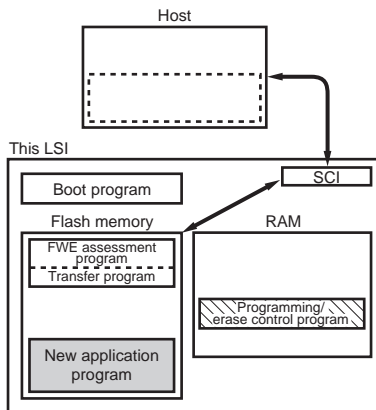 Host
This LSI
SCI
Boot program
Flash memory
RAM
FWE assessment
program
Transfer program
Programming/
erase control program
New application
program